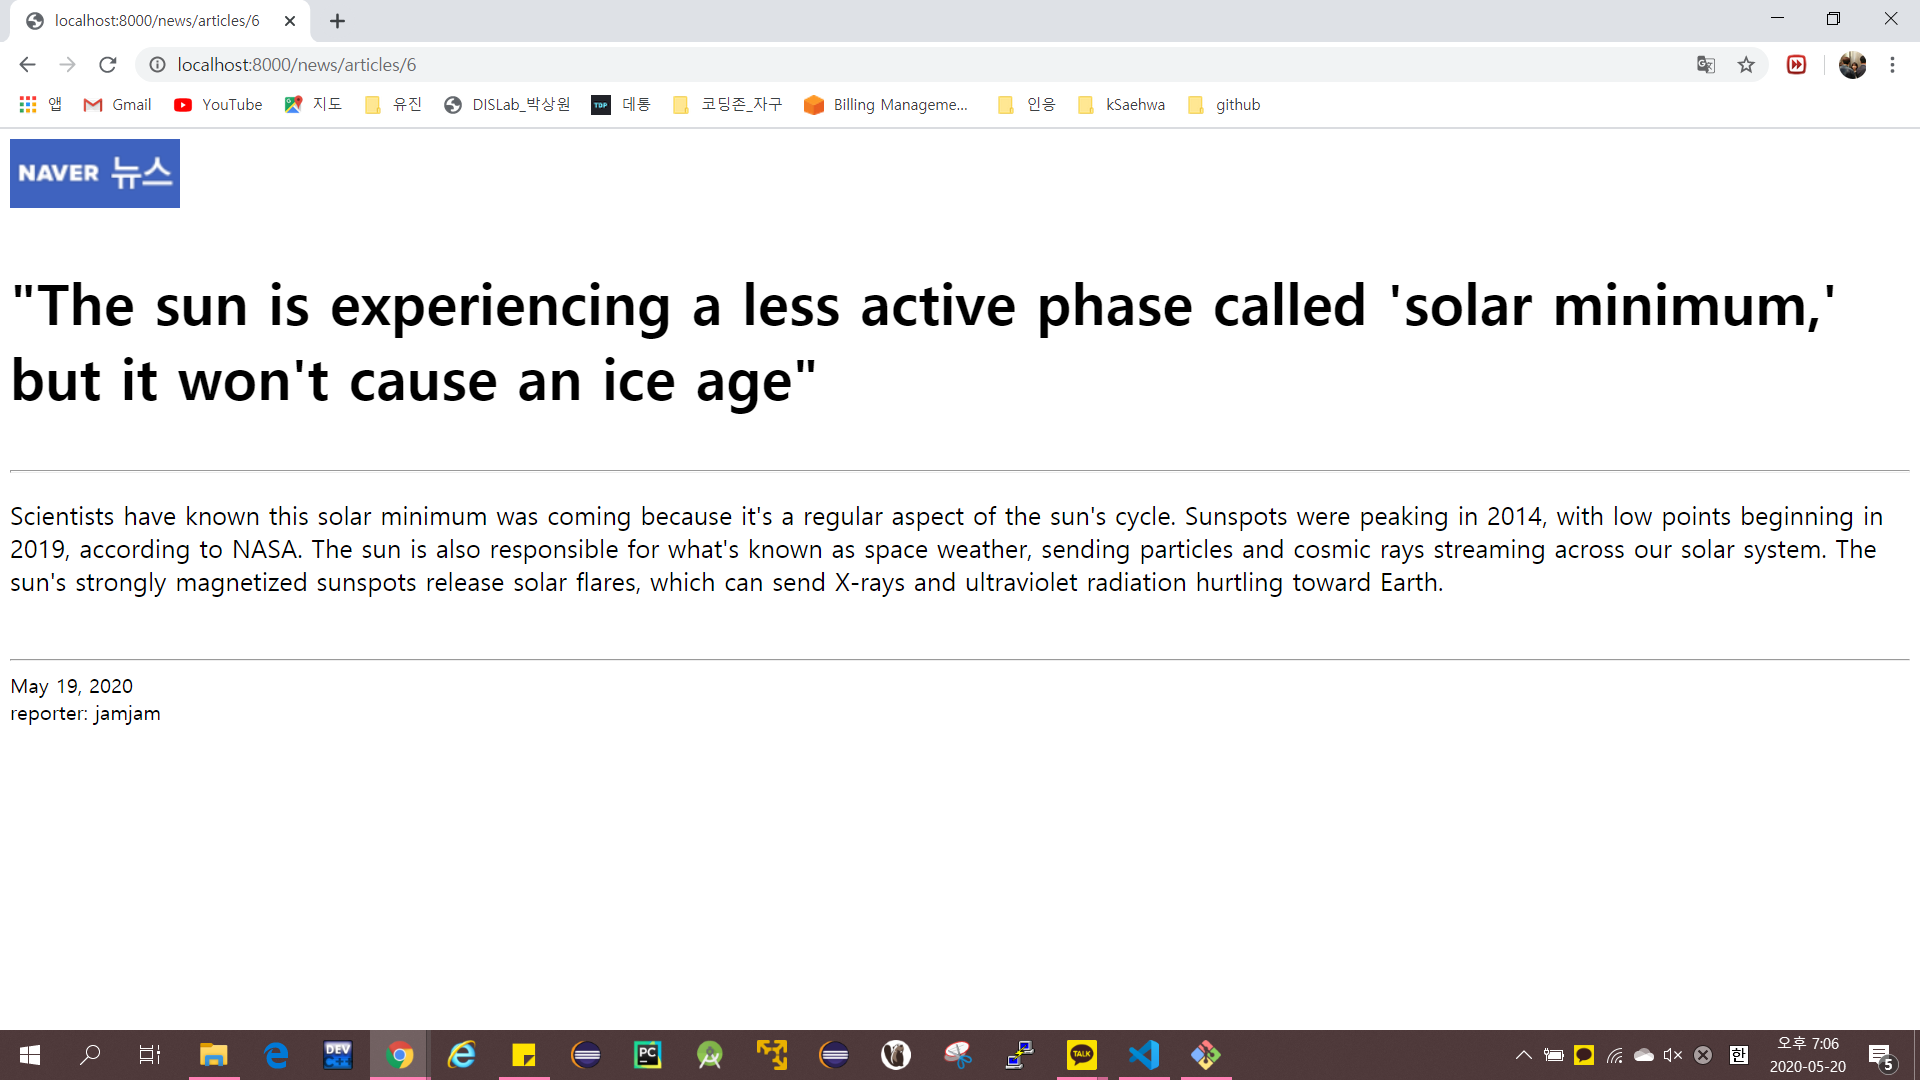 localhost:8000/news/articles/6
localhost:8000/news/articles/6
앱 Gmail YouTube 지도 유진 DISLab_박상원 TDP 데통 코딩존_자구 Billing Manageme... 인응 kSaehwa github
NAVER 뉴스
"The sun is experiencing a less active phase called 'solar minimum,'
but it won't cause an ice age"
Scientists have known this solar minimum was coming because it's a regular aspect of the sun's cycle. Sunspots were peaking in 2014, with low points beginning in
2019, according to NASA. The sun is also responsible for what's known as space weather, sending particles and cosmic rays streaming across our solar system. The
sun's strongly magnetized sunspots release solar flares, which can send X-rays and ultraviolet radiation hurtling toward Earth.
May 19, 2020
reporter: jamjam
DEV C++ PC TALK 한 오후 7:06
2020-05-20 5